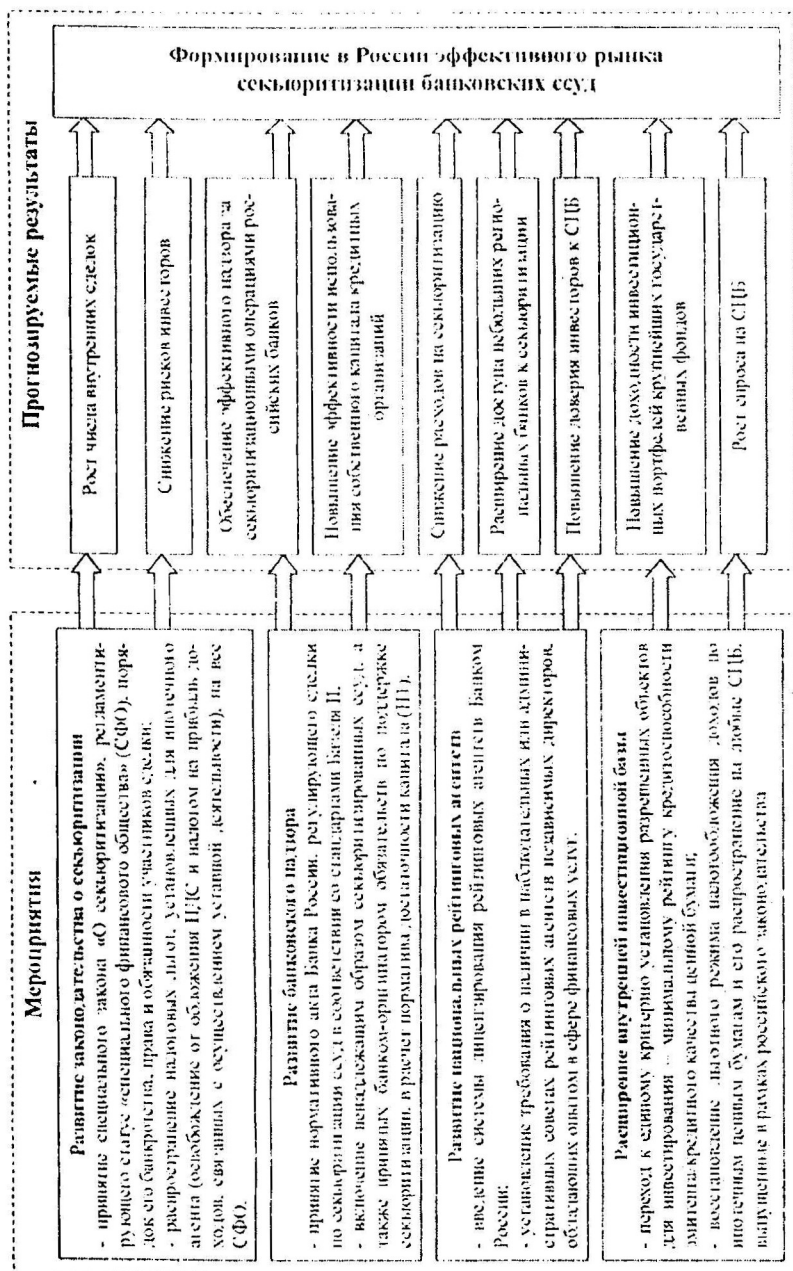 Мероприятия
Развитие законодательства о секьюритизации
- принятие специального закона «О секьюритизации», регламенти-
рующего статус «специального финансового общества» (СФО), поря-
док его банкротства, права и обязанности участников сделки;
- распространение налоговых льгот, установленных для ипотечного
агента (освобождение от обложения НДС и налогом на прибыль до-
ходов, связанных с осуществлением уставной деятельности), на все
СФО.
Развитие банковского надзора
- принятие нормативного акта Банка России, регулирующего сделки
по секьюритизации ссуд в соответствии со стандартами Базеля II.
- включение ненадлежащим образом секьюритизированных ссуд, а
также принятых банком-оригинатором обязательств по поддержке
секьюритизации, в расчет норматива достаточности капитала (Н1).
Развитие национальных рейтинговых агентств
- введение системы лицензирования рейтинговых агентств Банком
России;
- установление требования о наличии в наблюдательных или админи-
стративных советах рейтинговых агентств независимых директоров,
обладающих опытом в сфере финансовых услуг.
Расширение внутренней инвестиционной базы
- переход к единому критерию установления разрешенных объектов
для инвестирования – минимальному рейтингу кредитоспособности
эмитента/кредитного качества ценной бумаги;
- восстановление льготного режима налогообложения доходов по
ипотечным ценным бумагам и его распространение на любые СЦБ,
выпущенные в рамках российского законодательства
Прогнозируемые результаты
Рост числа внутренних сделок
Снижение рисков инвесторов
Обеспечение эффективного надзора за
секьюритизационными операциями рос-
сийских банков
Повышение эффективности использова-
ния собственного капитала кредитных
организаций
Снижение расходов на секьюритизацию
Расширение доступа небольших регио-
нальных банков к секьюритизации
Повышение доверия инвесторов к СЦБ
Повышение доходности инвестицион-
ных портфелей крупнейших государст-
венных фондов
Рост спроса на СЦБ
Формирование в России эффективного рынка
секьюритизации банковских ссуд